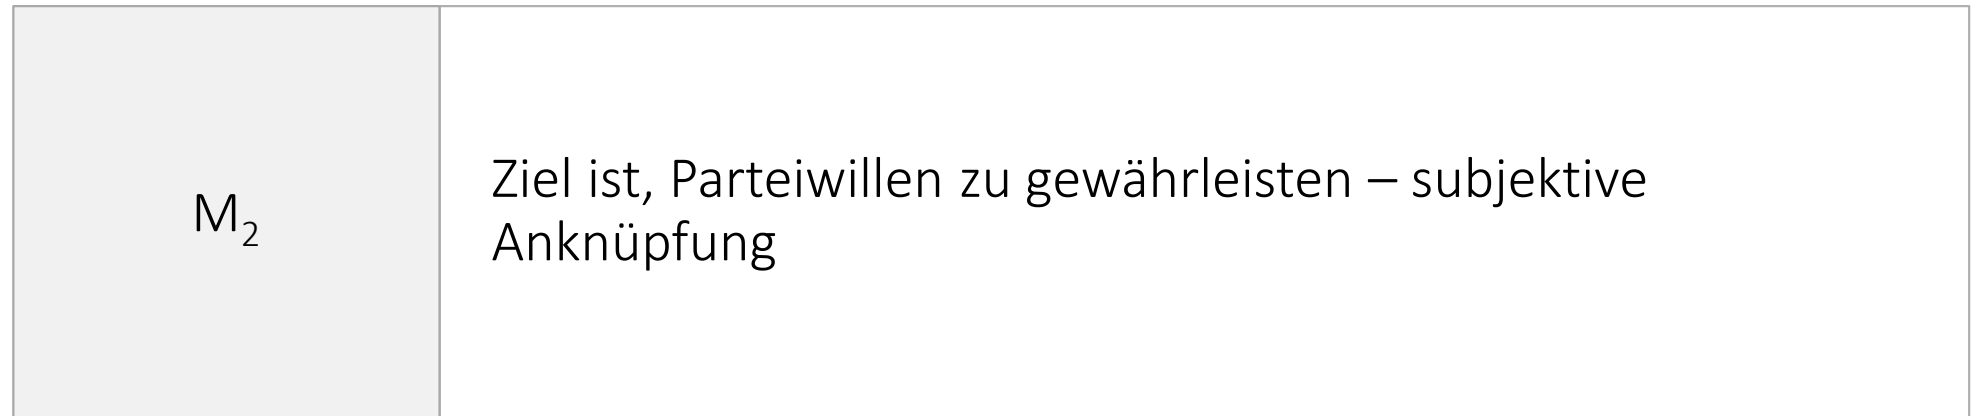 M₂
Ziel ist, Parteiwillen zu gewährleisten – subjektive
Anknüpfung